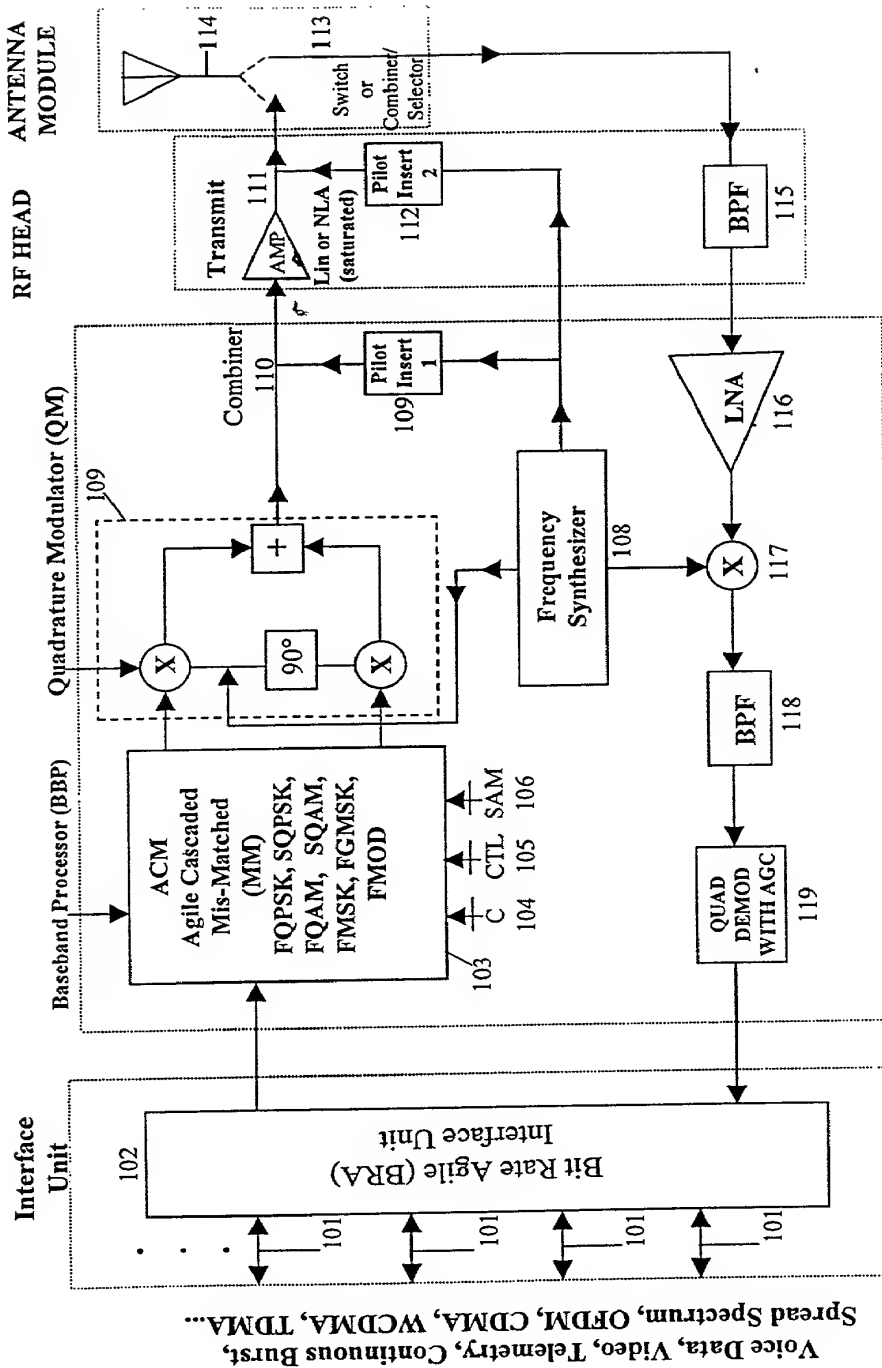 ANTENNA
MODULE
RF HEAD
114
113
Switch
or
Combiner/
Selector
Transmit
111
AMP
Lin or NLA
(saturated)
Pilot
Insert
2
112
BPF
115
Quadrature Modulator (QM)
109
X
+
90°
X
Combiner
110
Pilot
Insert
1
109
Frequency
Synthesizer
108
LNA
116
X
117
BPF
118
QUAD
DEMOD
WITH AGC
119
Baseband Processor (BBP)
ACM
Agile Cascaded
Mis-Matched
(MM)
FQPSK, SQPSK,
FQAM, SQAM,
FMSK, FGMSK,
FMOD
103
C
104
CTL
105
SAM
106
Interface
Unit
102
Bit Rate Agile (BRA)
Interface Unit
101
101
101
101
Voice Data, Video, Telemetry, Continuous Burst,
Spread Spectrum, OFDM, CDMA, WCDMA, TDMA...